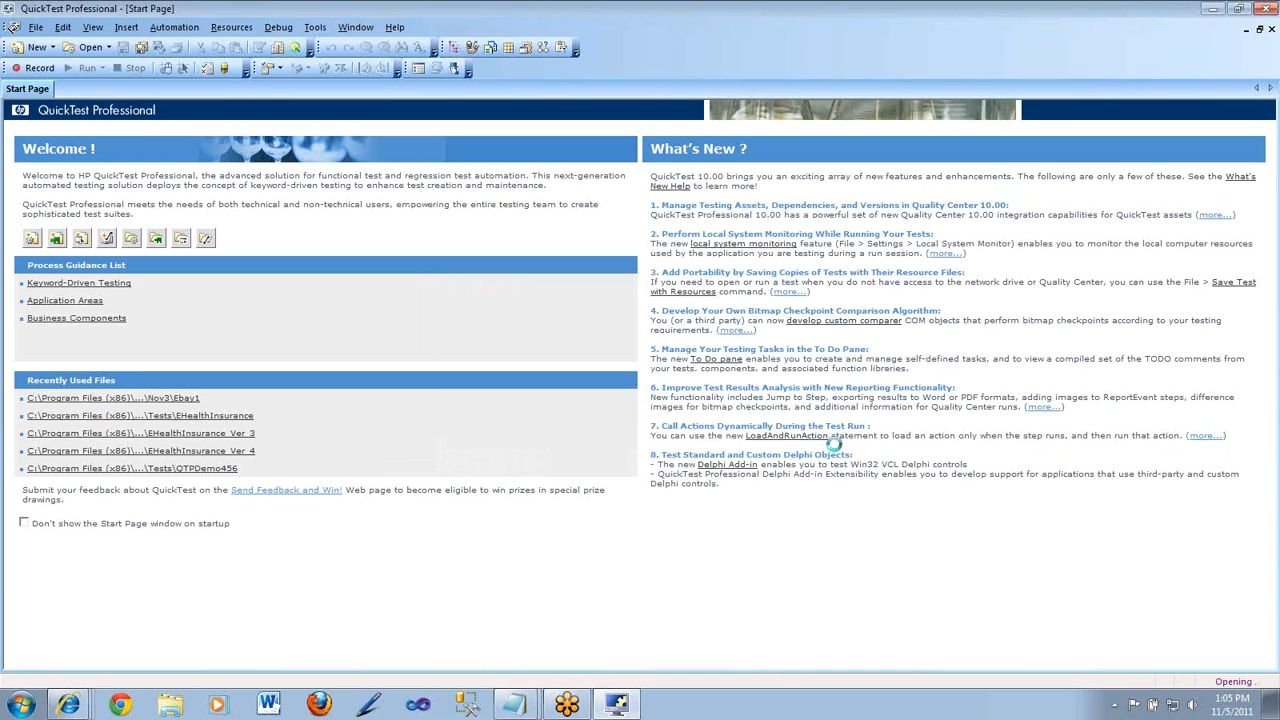 QuickTest Professional - [Start Page]
File Edit View Insert Automation Resources Debug Tools Window Help
New Open
Record Run Stop
Start Page
QuickTest Professional
Welcome !
Welcome to HP QuickTest Professional, the advanced solution for functional test and regression test automation. This next-generation
automated testing solution deploys the concept of keyword-driven testing to enhance test creation and maintenance.
QuickTest Professional meets the needs of both technical and non-technical users, empowering the entire testing team to create
sophisticated test suites.
Process Guidance List
Keyword-Driven Testing
Application Areas
Business Components
Recently Used Files
C:\Program Files (x86)\...\Nov3\Ebay1
C:\Program Files (x86)\...\Tests\EHealthInsurance
C:\Program Files (x86)\...\EHealthInsurance_Ver_3
C:\Program Files (x86)\...\EHealthInsurance_Ver_4
C:\Program Files (x86)\...\Tests\QTPDemo456
Submit your feedback about QuickTest on the Send Feedback and Win! Web page to become eligible to win prizes in special prize
drawings.
Don't show the Start Page window on startup
What's New ?
QuickTest 10.00 brings you an exciting array of new features and enhancements. The following are only a few of these. See the What's
New Help to learn more!
1. Manage Testing Assets, Dependencies, and Versions in Quality Center 10.00:
QuickTest Professional 10.00 has a powerful set of new Quality Center 10.00 integration capabilities for QuickTest assets (more...)
2. Perform Local System Monitoring While Running Your Tests:
The new local system monitoring feature (File > Settings > Local System Monitor) enables you to monitor the local computer resources
used by the application you are testing during a run session. (more...)
3. Add Portability by Saving Copies of Tests with Their Resource Files:
If you need to open or run a test when you do not have access to the network drive or Quality Center, you can use the File > Save Test
with Resources command. (more...)
4. Develop Your Own Bitmap Checkpoint Comparison Algorithm:
You (or a third party) can now develop custom comparer COM objects that perform bitmap checkpoints according to your testing
requirements. (more...)
5. Manage Your Testing Tasks in the To Do Pane:
The new To Do pane enables you to create and manage self-defined tasks, and to view a compiled set of the TODO comments from
your tests, components, and associated function libraries.
6. Improve Test Results Analysis with New Reporting Functionality:
New functionality includes Jump to Step, exporting results to Word or PDF formats, adding images to ReportEvent steps, difference
images for bitmap checkpoints, and additional information for Quality Center runs. (more...)
7. Call Actions Dynamically During the Test Run :
You can use the new LoadAndRunAction statement to load an action only when the step runs, and then run that action. (more...)
8. Test Standard and Custom Delphi Objects:
- The new Delphi Add-in enables you to test Win32 VCL Delphi controls
- QuickTest Professional Delphi Add-in Extensibility enables you to develop support for applications that use third-party and custom
Delphi controls.
Opening .
1:05 PM
11/5/2011